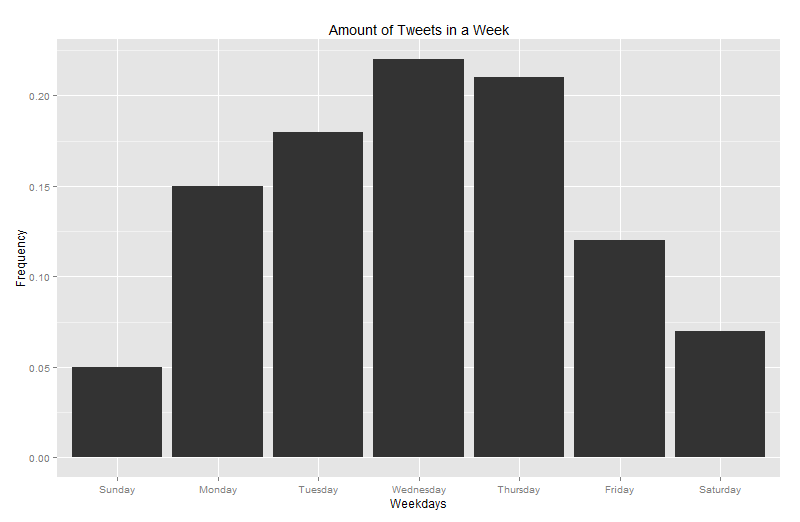 Amount of Tweets in a Week
Frequency
0.20
0.15
0.10
0.05
0.00
Sunday Monday Tuesday Wednesday Thursday Friday Saturday
Weekdays